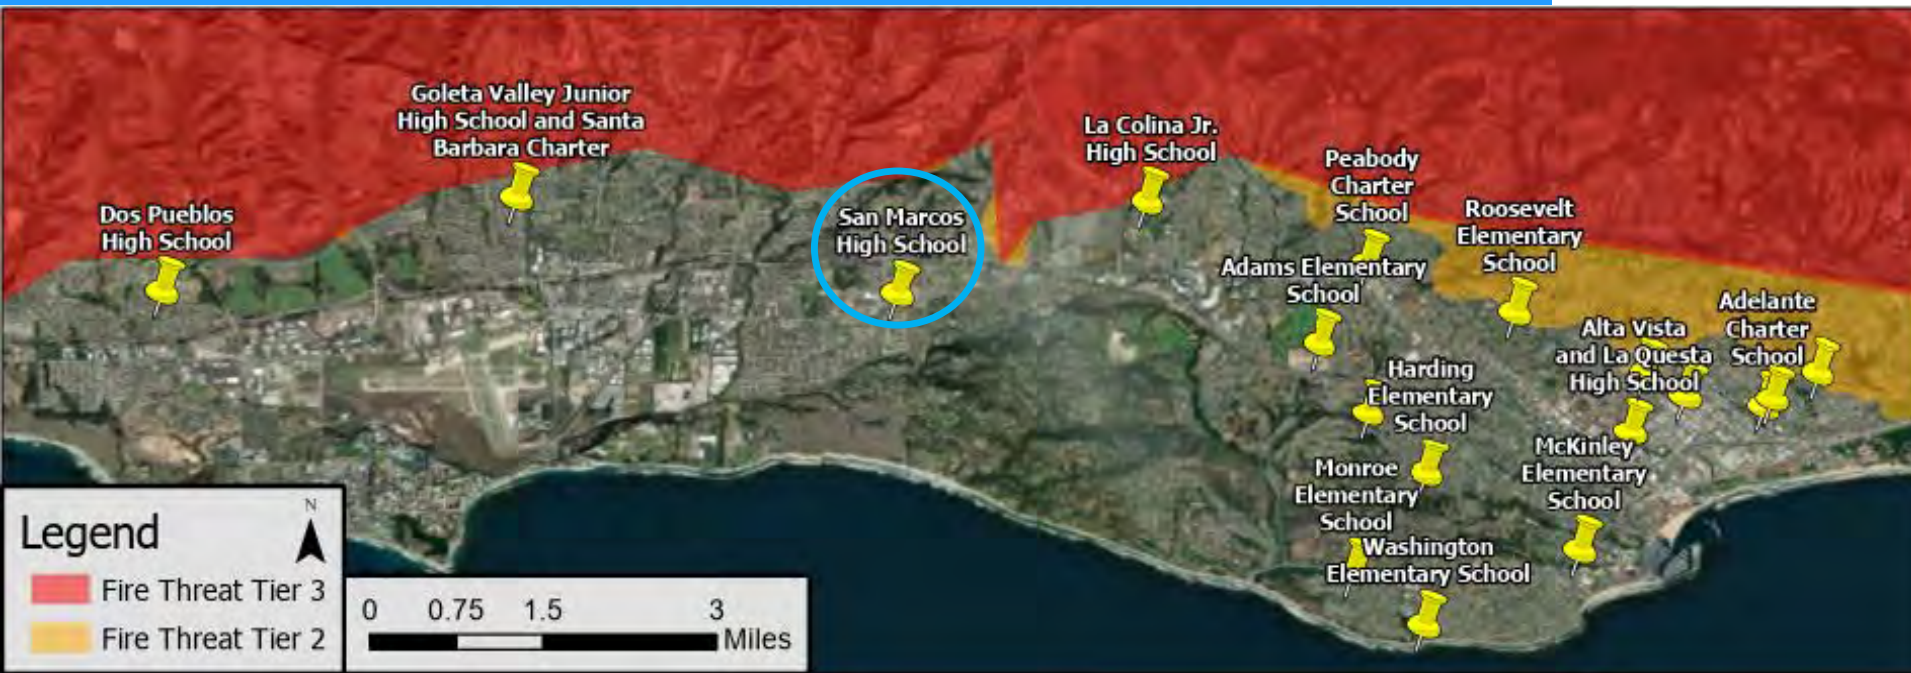 Goleta Valley Junior
High School and Santa
Barbara Charter
La Colina Jr.
High School
Peabody
Charter
School
Dos Pueblos
High School
San Marcos
High School
Roosevelt
Elementary
School
Adams Elementary
School
Adelante
Charter
School
Alta Vista
and La Questa
High School
Harding
Elementary
School
McKinley
Elementary
School
Monroe
Elementary
School
Washington
Elementary School
Legend
N
Fire Threat Tier 3
Fire Threat Tier 2
0 0.75 1.5 3
Miles